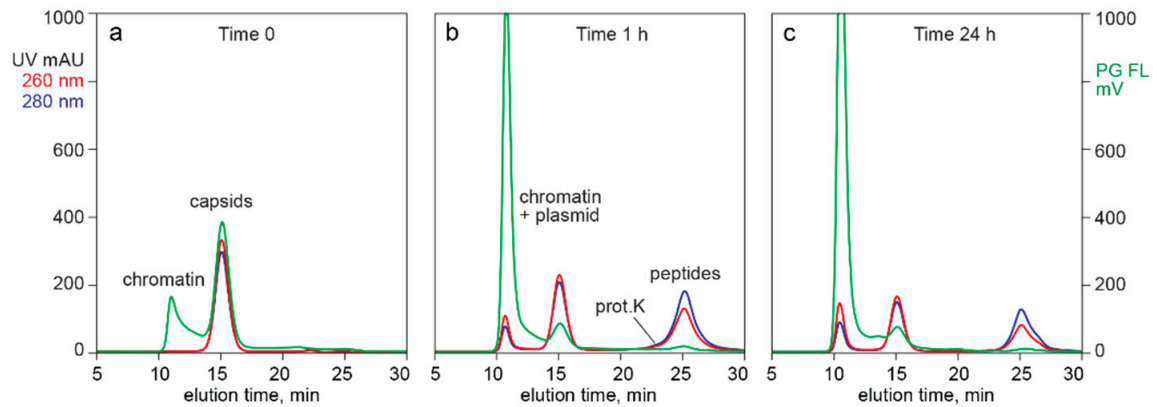 a
Time 0
1000
UV mAU
260 nm
280 nm
800
600
400
200
0
capsids
chromatin
5 10 15 20 25 30
elution time, min
b
Time 1 h
chromatin
+ plasmid
peptides
prot.K
5 10 15 20 25 30
elution time, min
c
Time 24 h
1000
PG FL
mV
600
400
200
0
5 10 15 20 25 30
elution time, min